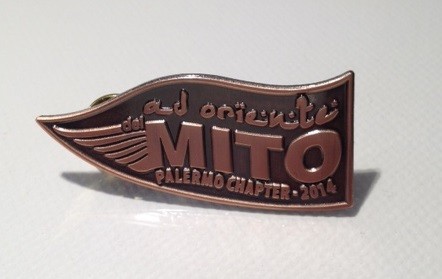 ad oriente
del
MITO
PALERMO CHAPTER - 2014